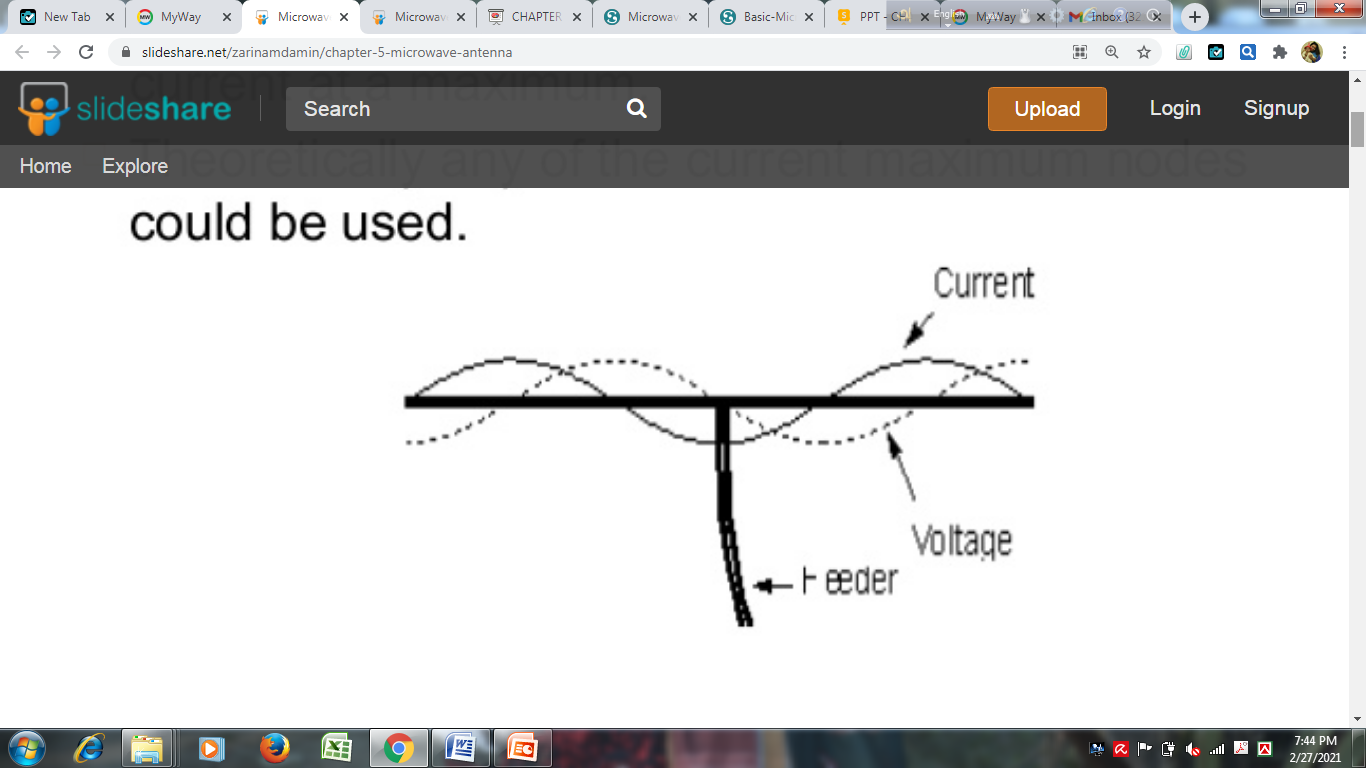 New Tab
MyWay
Microwav
Microwav
CHAPTER
Microwav
Basic-Mic
PPT - CH
English
MyWay
Inbox (32
slideshare.net/zarinamdamin/chapter-5-microwave-antenna
current at a maximum
slideshare
Search
Upload
Login
Signup
Theoretically any of the current maximum nodes
Home
Explore
could be used.
Current
Voltage
Feeder
7:44 PM
2/27/2021